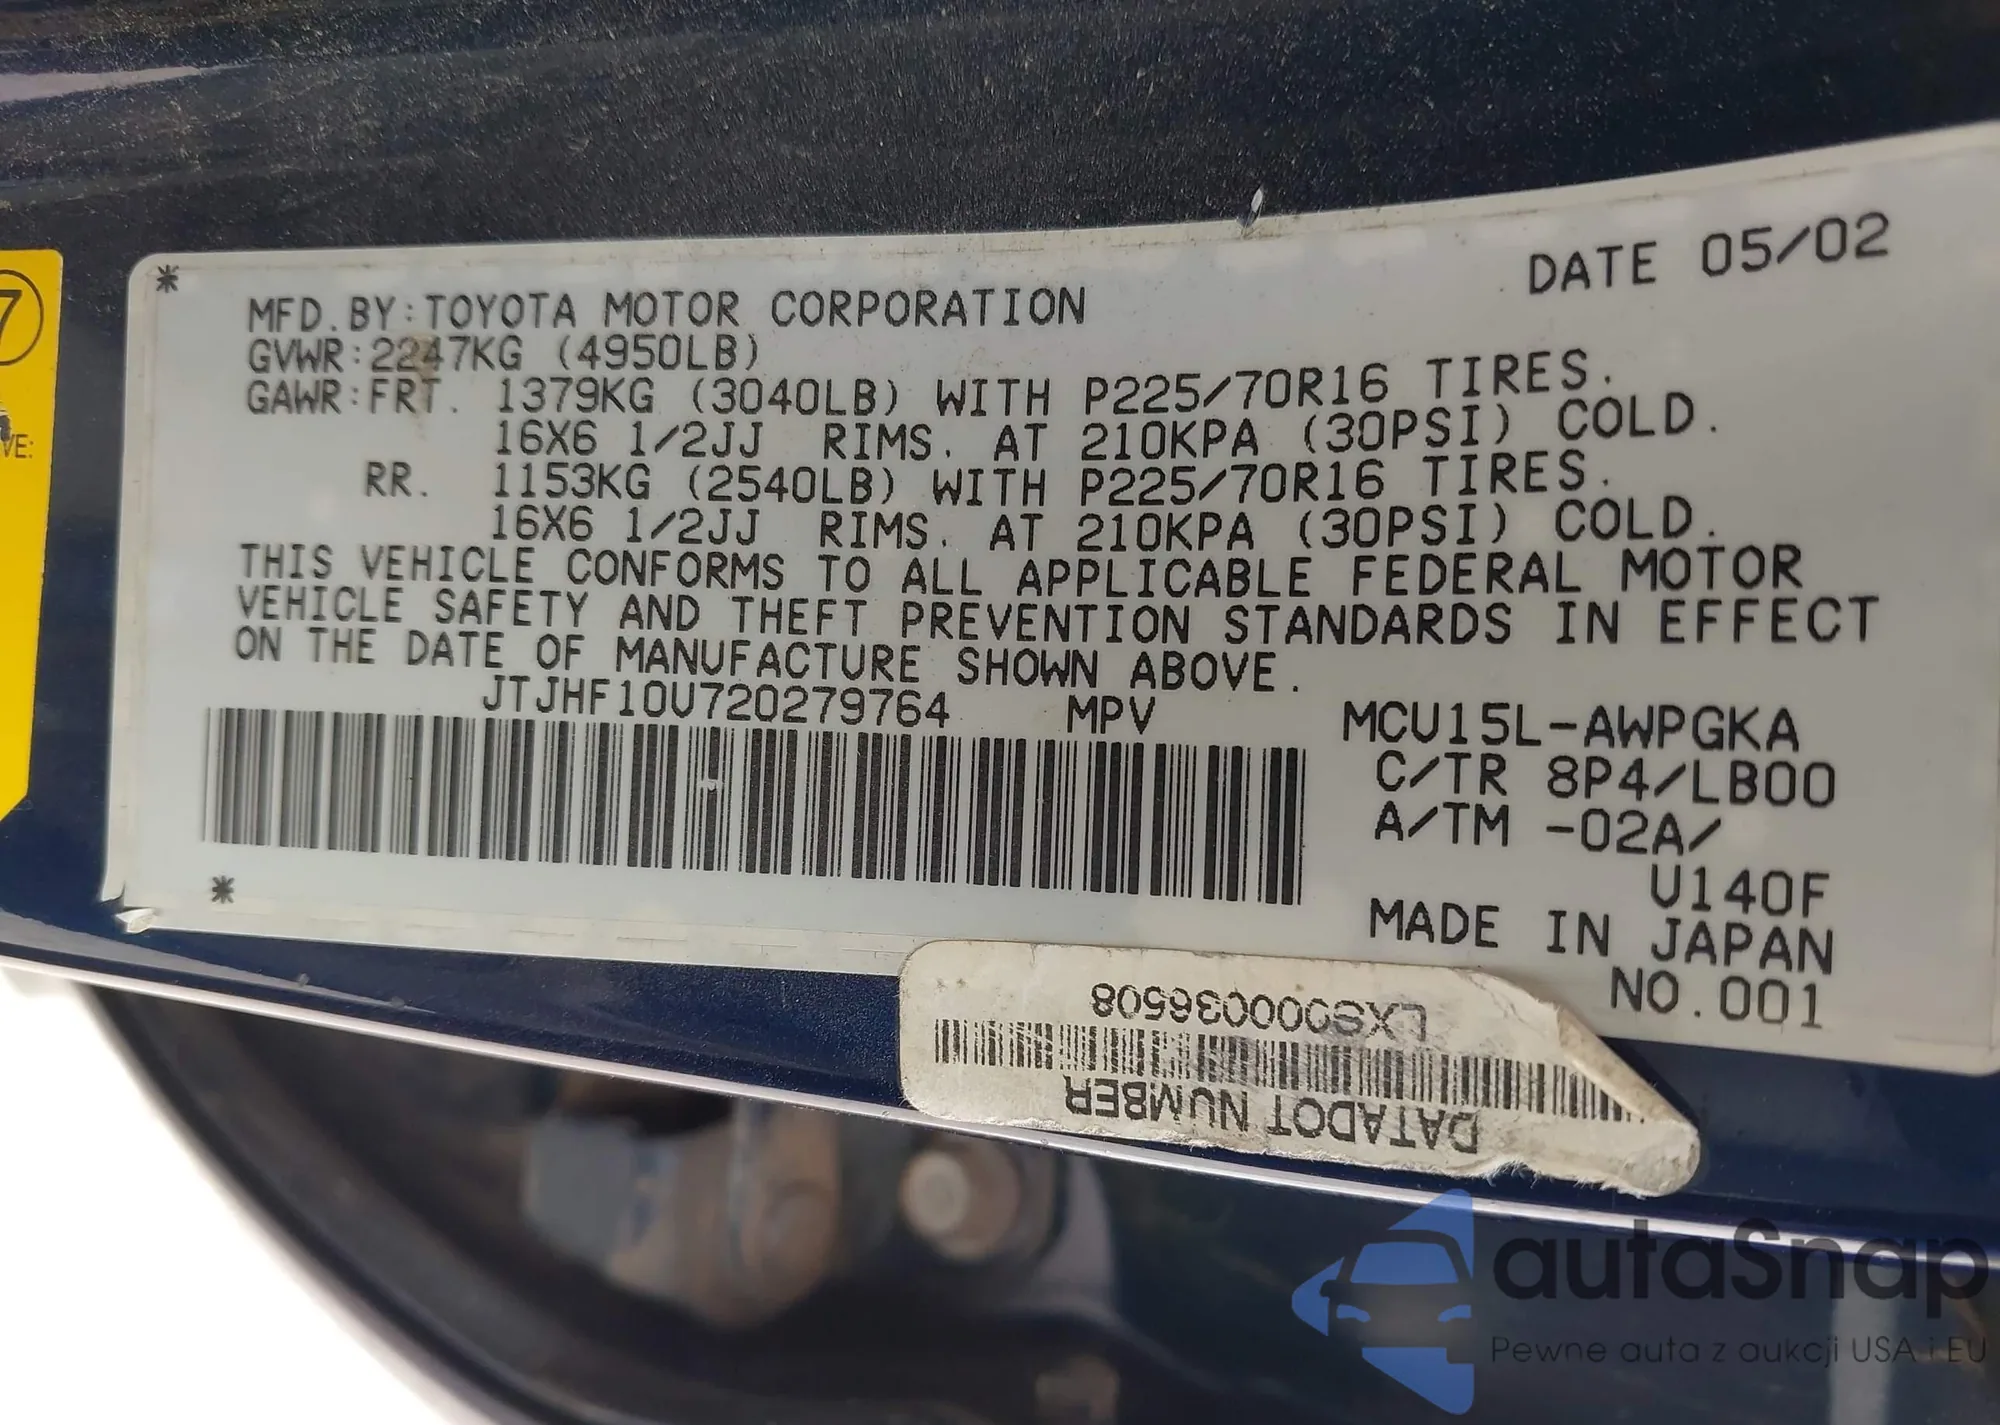 7
VE:
*
DATE 05/02
MFD.BY:TOYOTA MOTOR CORPORATION
GVWR:2247KG (4950LB)
GAWR:FRT. 1379KG (3040LB) WITH P225/70R16 TIRES.
16X6 1/2JJ RIMS. AT 210KPA (30PSI) COLD.
RR. 1153KG (2540LB) WITH P225/70R16 TIRES.
16X6 1/2JJ RIMS. AT 210KPA (30PSI) COLD.
THIS VEHICLE CONFORMS TO ALL APPLICABLE FEDERAL MOTOR
VEHICLE SAFETY AND THEFT PREVENTION STANDARDS IN EFFECT
ON THE DATE OF MANUFACTURE SHOWN ABOVE.
JTJHF10U720279764 MPV MCU15L-AWPGKA
C/TR 8P4/LB00
A/TM -02A/
U140F
*
MADE IN JAPAN
NO.001
DATADOT NUMBER
LXS000036508
autaSnap
Pewne auta z aukcji USA i EU